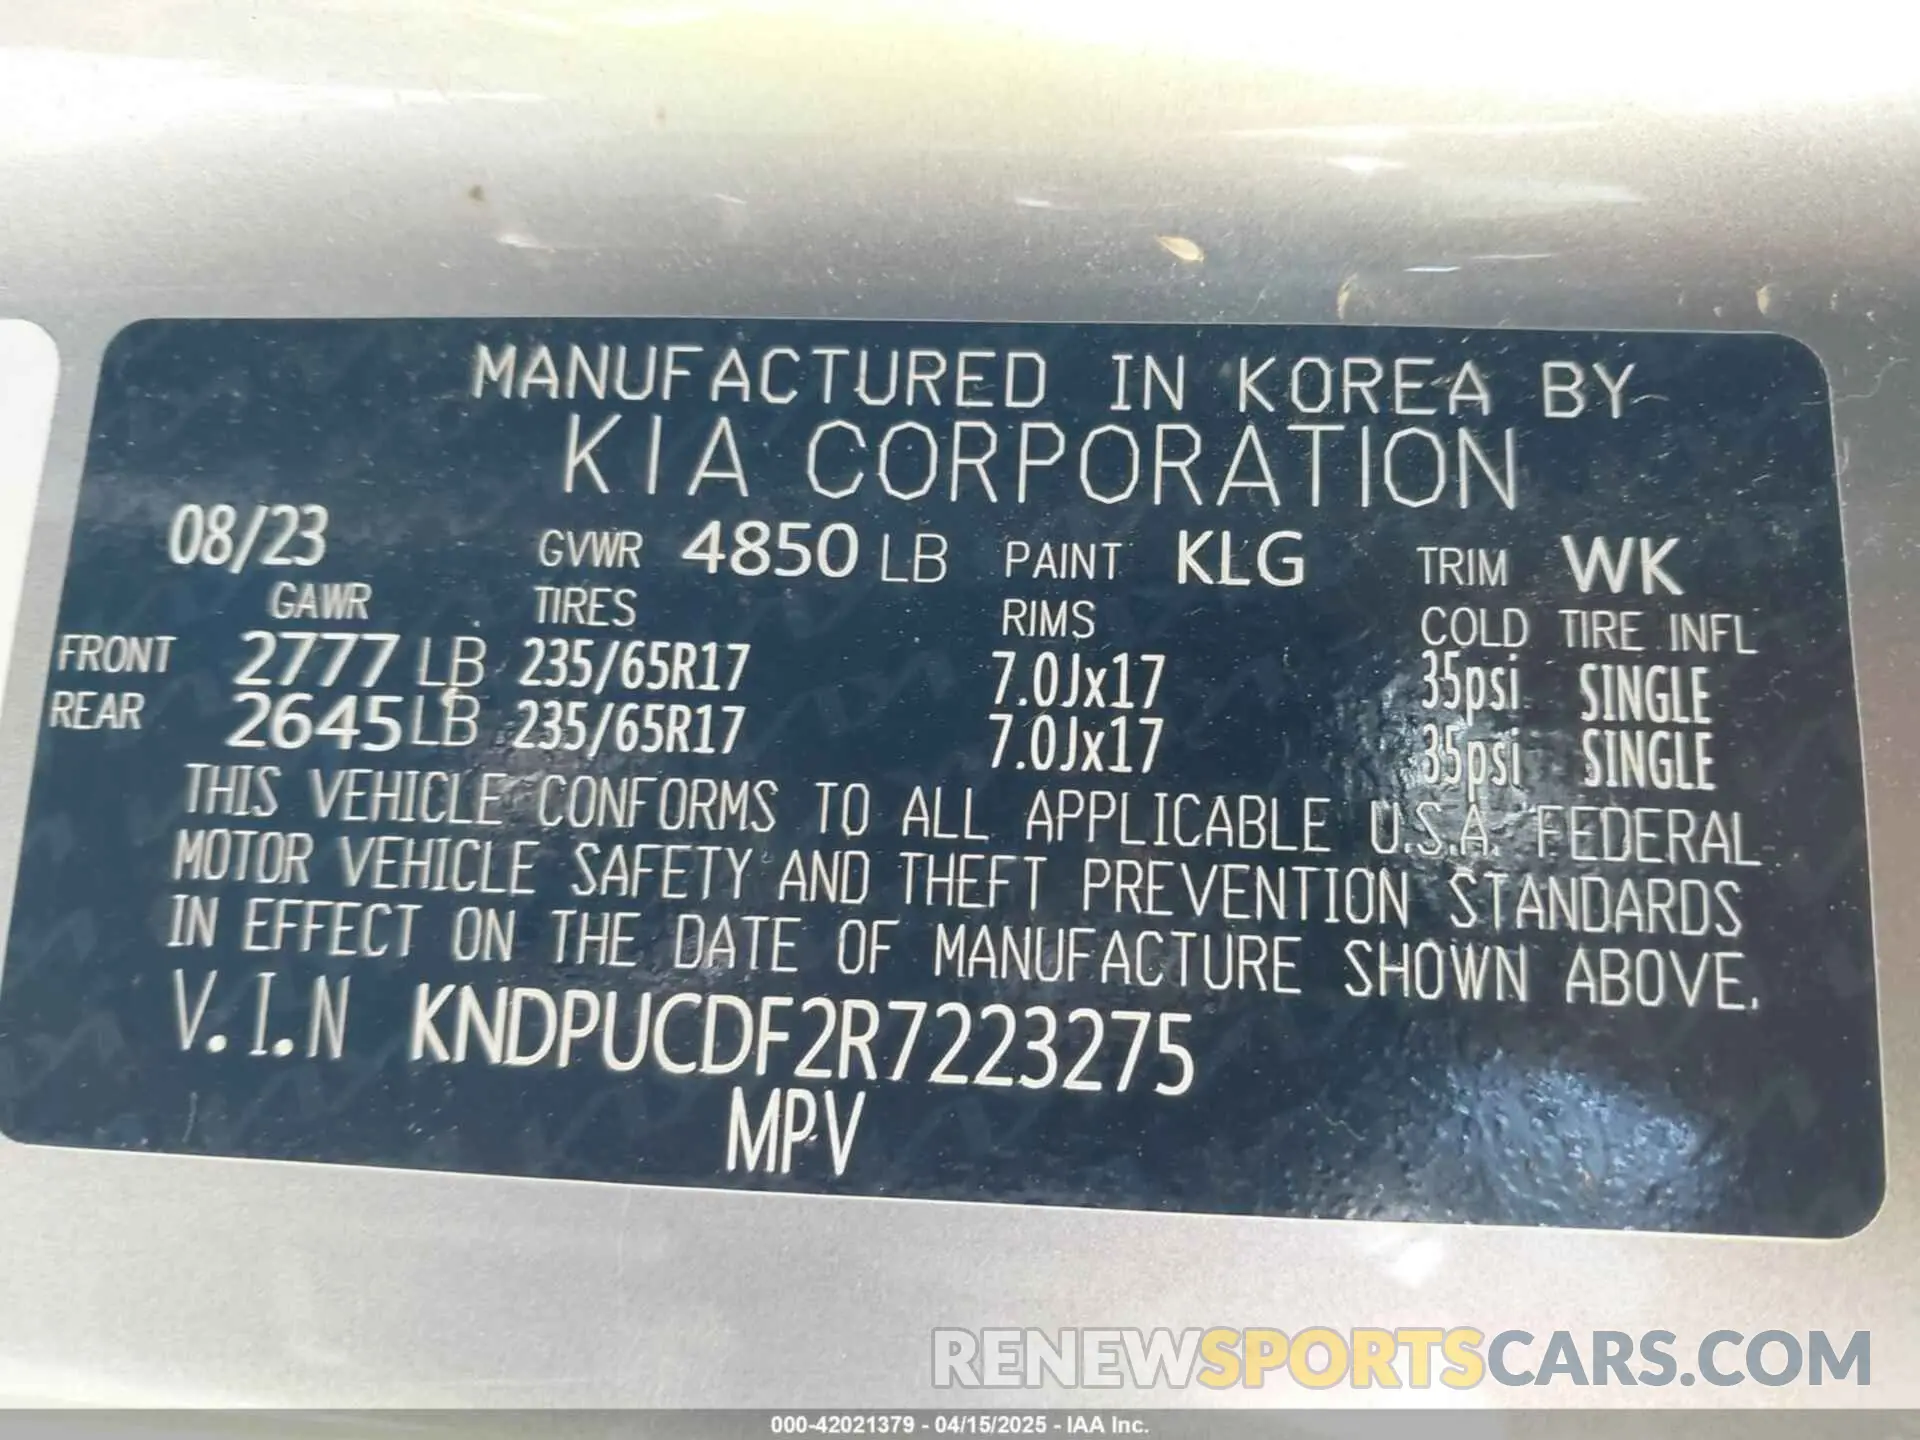 MANUFACTURED IN KOREA BY
KIA CORPORATION
08/23 GVWR 4850 LB PAINT KLG TRIM WK
GAWR TIRES RIMS COLD TIRE INFL
FRONT 2777 LB 235/65R17 7.0Jx17 35psi SINGLE
REAR 2645 LB 235/65R17 7.0Jx17 35psi SINGLE
THIS VEHICLE CONFORMS TO ALL APPLICABLE U.S.A. FEDERAL
MOTOR VEHICLE SAFETY AND THEFT PREVENTION STANDARDS
IN EFFECT ON THE DATE OF MANUFACTURE SHOWN ABOVE.
V.I.N KNDPUCDF2R7223275
MPV
RENEWSPORTSCARS.COM
000-42021379 - 04/15/2025 - IAA Inc.